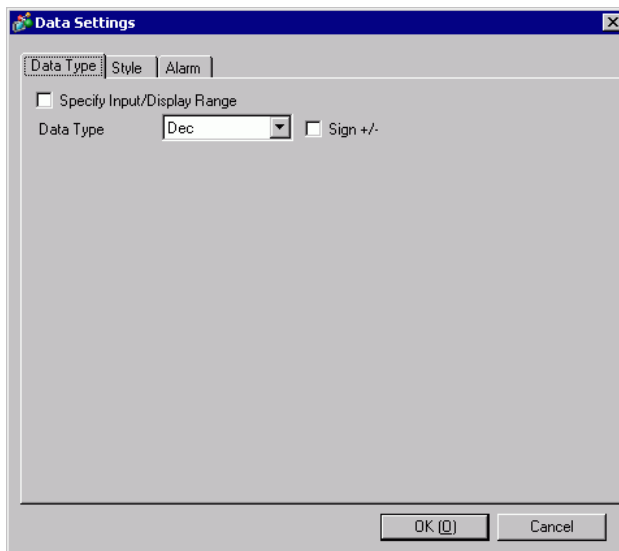 Data Settings
Data Type Style Alarm
Specify Input/Display Range
Data Type Dec Sign +/-
OK (O) Cancel